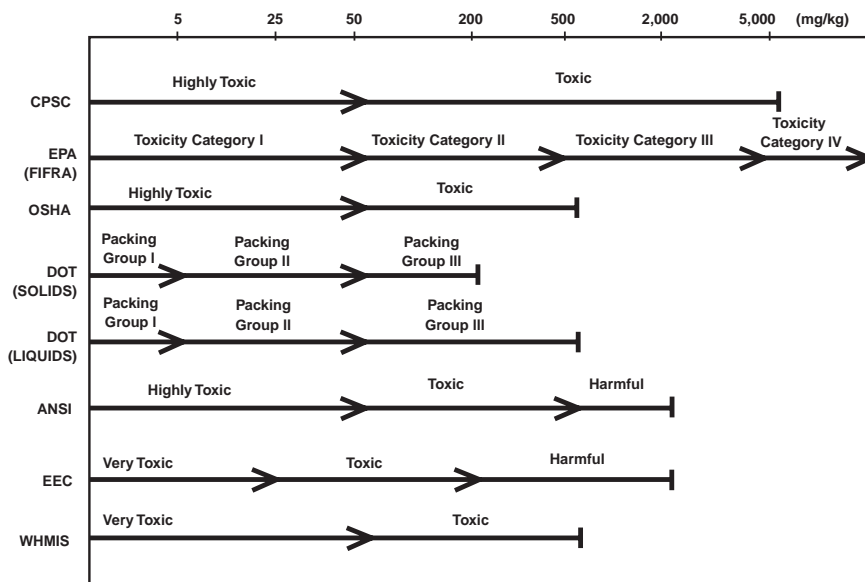 5 25 50 200 500 2,000 5,000 (mg/kg)
Highly Toxic Toxic
CPSC
Toxicity Category I Toxicity Category II Toxicity Category III Toxicity
Category IV
EPA
(FIFRA)
Highly Toxic Toxic
OSHA
Packing
Group I Packing
Group II Packing
Group III
DOT
(SOLIDS)
Packing
Group I Packing
Group II Packing
Group III
DOT
(LIQUIDS)
Highly Toxic Toxic Harmful
ANSI
Very Toxic Toxic Harmful
EEC
Very Toxic Toxic
WHMIS